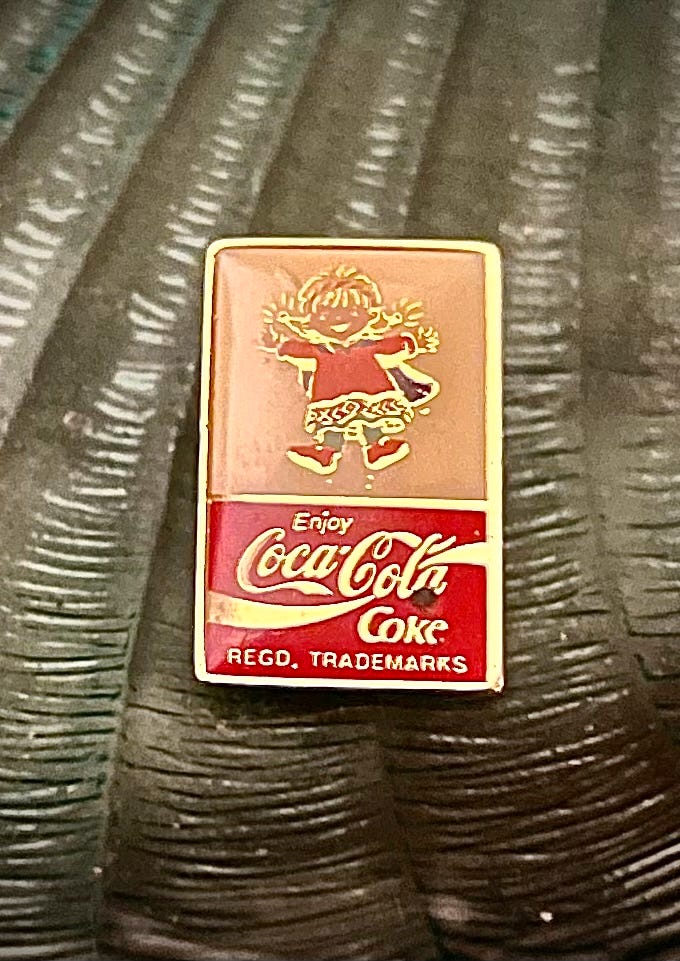 Enjoy
Coca-Cola
Coke
REGD. TRADEMARKS